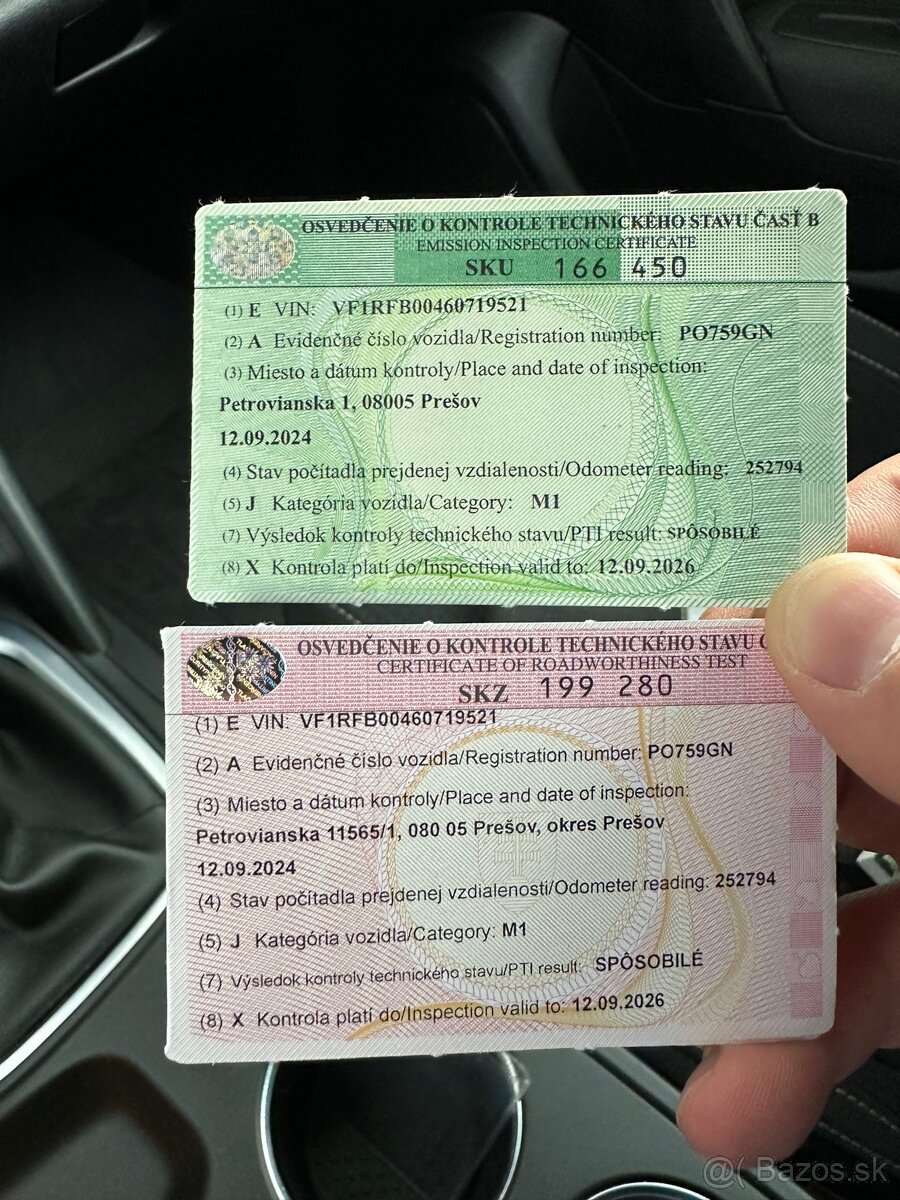 OSVEDČENIE O KONTROLE TECHNICKÉHO STAVU ČASŤ B
EMISSION INSPECTION CERTIFICATE
SKU 166 450
(1) E VIN: VF1RFB00460719521
(2) A Evidenčné číslo vozidla/Registration number: PO759GN
(3) Miesto a dátum kontroly/Place and date of inspection:
Petrovianska 1, 08005 Prešov
12.09.2024
(4) Stav počítadla prejdenej vzdialenosti/Odometer reading: 252794
(5) J Kategória vozidla/Category: M1
(7) Výsledok kontroly technického stavu/PTI result: SPÔSOBILÉ
(8) X Kontrola platí do/Inspection valid to: 12.09.2026
OSVEDČENIE O KONTROLE TECHNICKÉHO STAVU
CERTIFICATE OF ROADWORTHINESS TEST
SKZ 199 280
(1) E VIN: VF1RFB00460719521
(2) A Evidenčné číslo vozidla/Registration number: PO759GN
(3) Miesto a dátum kontroly/Place and date of inspection:
Petrovianska 11565/1, 080 05 Prešov, okres Prešov
12.09.2024
(4) Stav počítadla prejdenej vzdialenosti/Odometer reading: 252794
(5) J Kategória vozidla/Category: M1
(7) Výsledok kontroly technického stavu/PTI result: SPÔSOBILÉ
(8) X Kontrola platí do/Inspection valid to: 12.09.2026
@( Bazos.sk